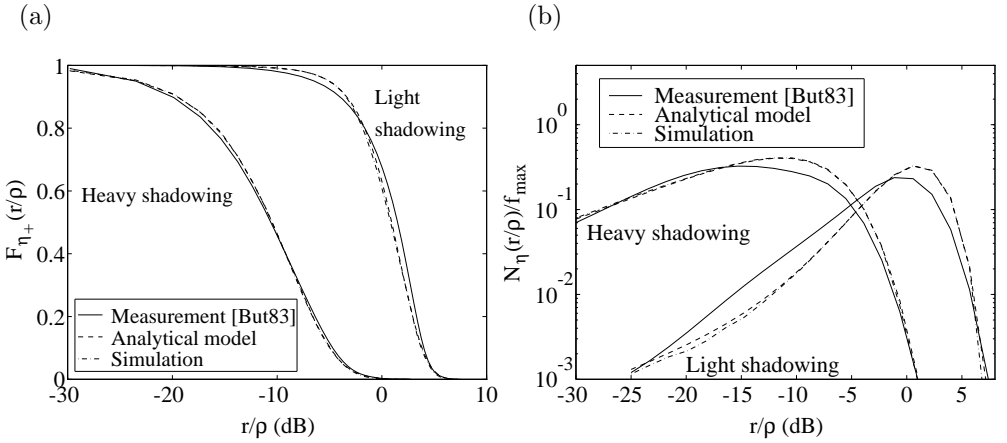 (a)
(b)
F_{η+}(r/ρ)
1
0.8
0.6
0.4
0.2
0
Light
shadowing
Heavy shadowing
Measurement [But83]
Analytical model
Simulation
-30 -20 -10 0 10
r/ρ (dB)
N_η(r/ρ)/f_max
10^0
10^-1
10^-2
10^-3
Measurement [But83]
Analytical model
Simulation
Heavy shadowing
Light shadowing
-30 -25 -20 -15 -10 -5 0 5
r/ρ (dB)